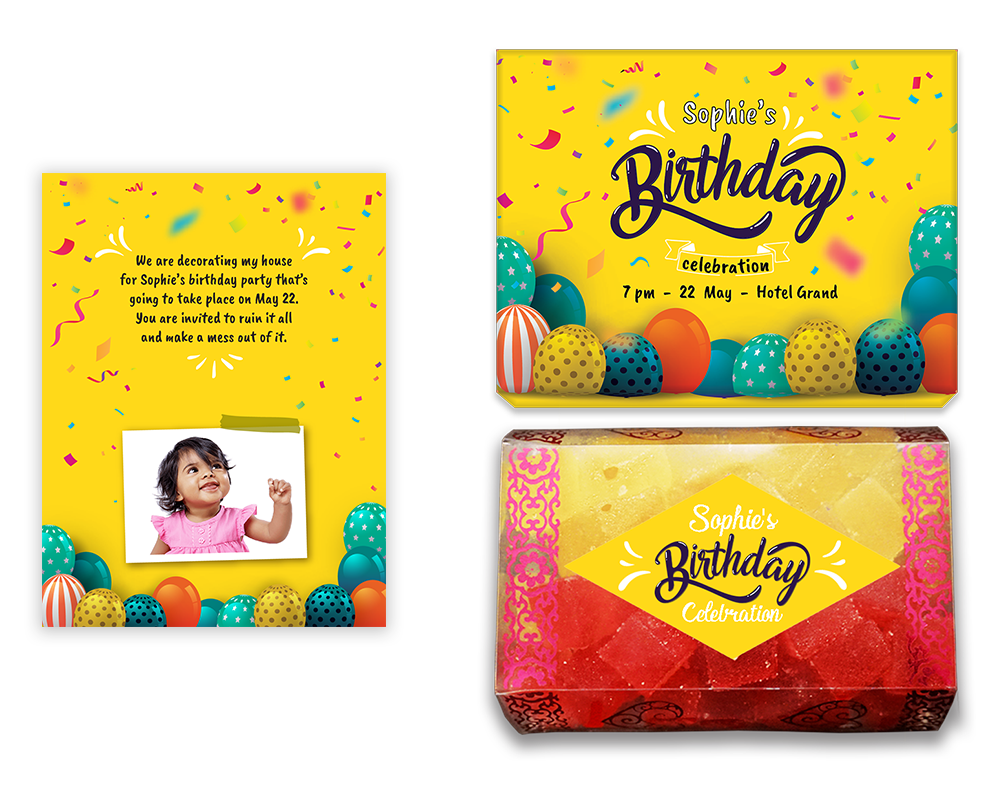 We are decorating my house
for Sophie's birthday party that's
going to take place on May 22.
You are invited to ruin it all
and make a mess out of it.
Sophie's
Birthday
celebration
7 pm - 22 May - Hotel Grand
Sophie's
Birthday
Celebration